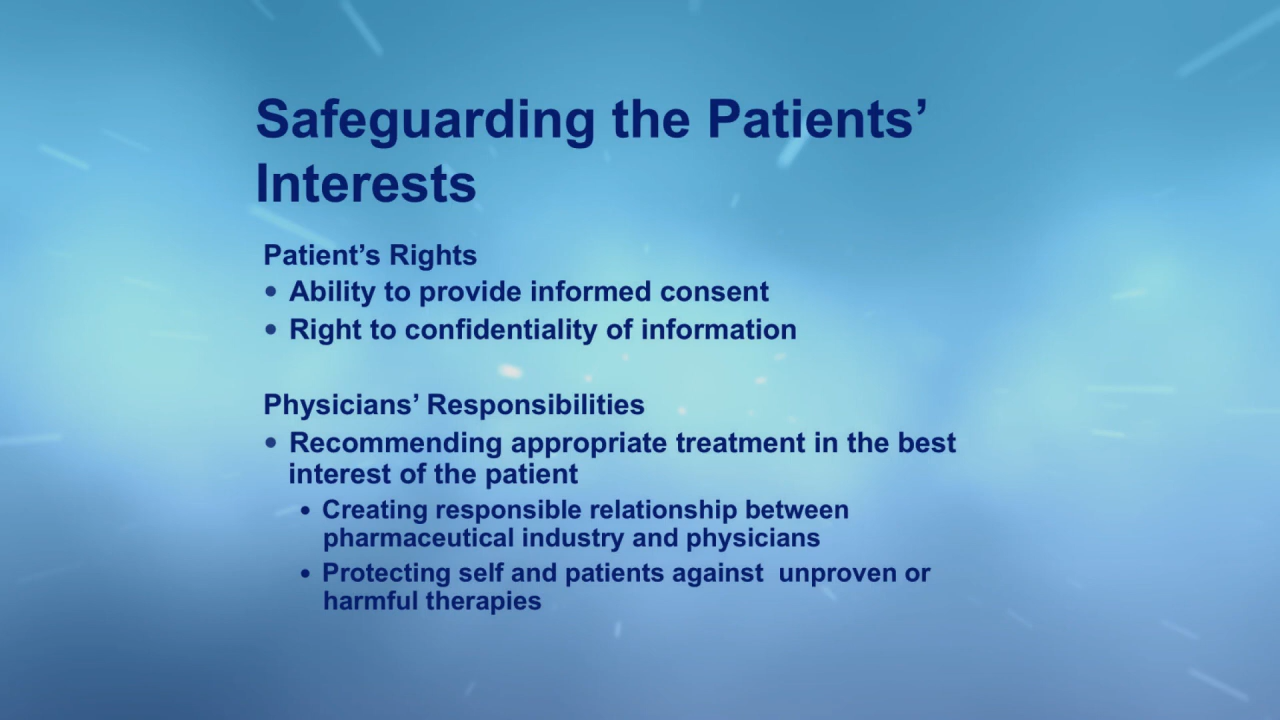 Safeguarding the Patients’
Interests
Patient’s Rights
• Ability to provide informed consent
• Right to confidentiality of information
Physicians’ Responsibilities
• Recommending appropriate treatment in the best
interest of the patient
• Creating responsible relationship between
pharmaceutical industry and physicians
• Protecting self and patients against  unproven or
harmful therapies